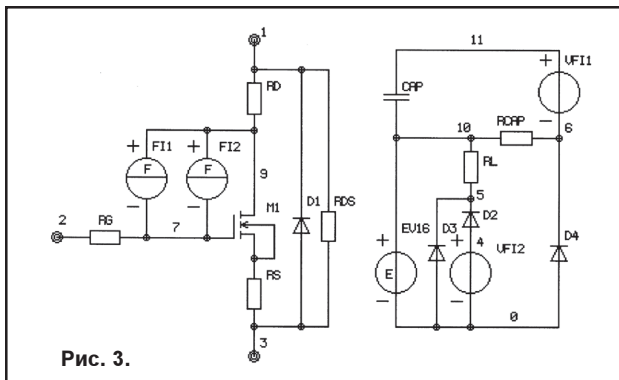 1
RD
+ FI1
F
-
+ FI2
F
-
9
M1
D1
RDS
2
RG
7
RS
3
11
CAP
+ VFI1
-
10
RCAP
6
RL
5
EV16
+
E
-
D3
D2
4
+ VFI2
-
D4
0
Рис. 3.